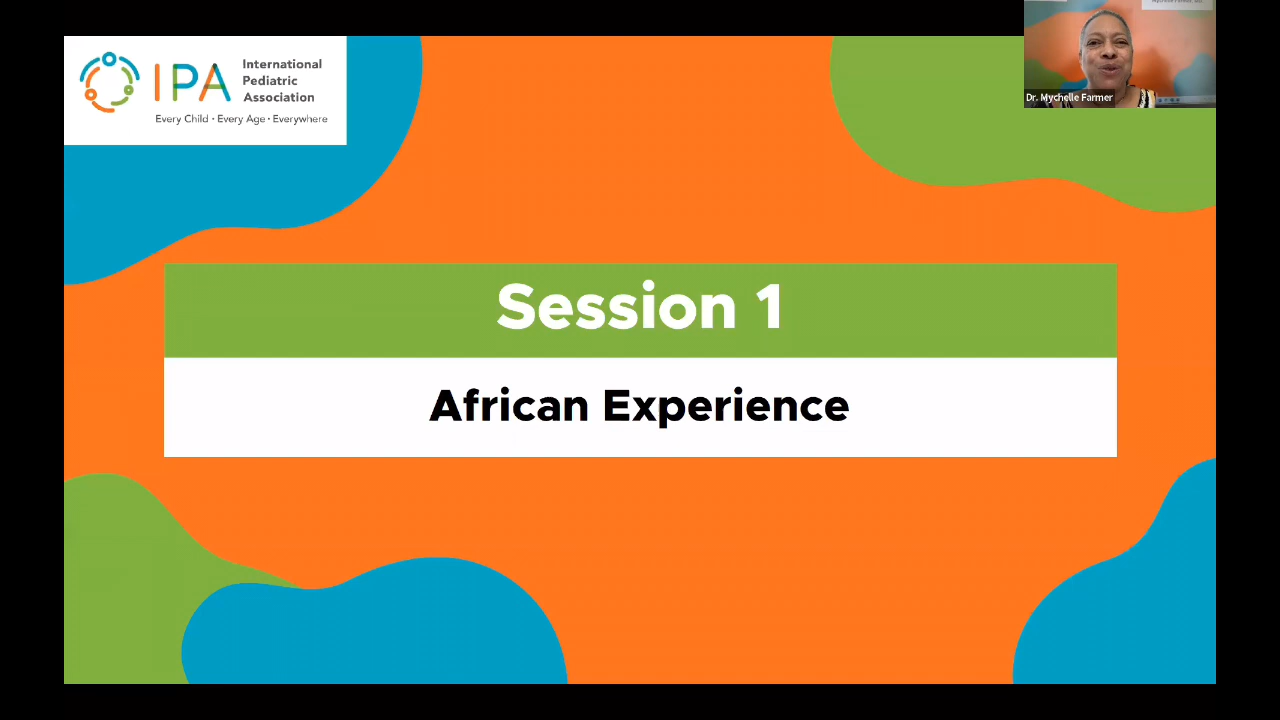 IPA
International
Pediatric
Association
Every Child · Every Age · Everywhere
Dr. Mychelle Farmer
Session 1
African Experience